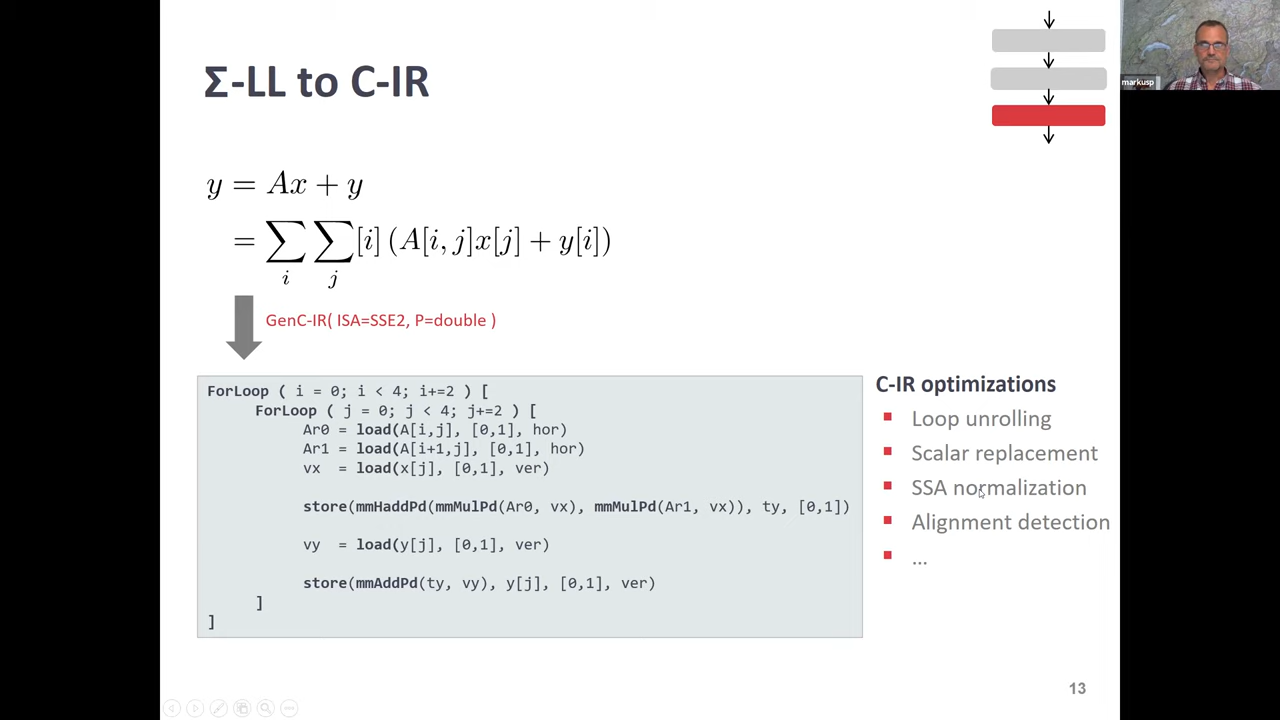 Σ-LL to C-IR
markusp
y = Ax + y
= ∑ ∑ [i] (A[i, j]x[j] + y[i])
i j
GenC-IR( ISA=SSE2, P=double )
ForLoop ( i = 0; i < 4; i+=2 ) [
ForLoop ( j = 0; j < 4; j+=2 ) [
Ar0 = load(A[i,j], [0,1], hor)
Ar1 = load(A[i+1,j], [0,1], hor)
vx = load(x[j], [0,1], ver)
store(mmHaddPd(mmMulPd(Ar0, vx), mmMulPd(Ar1, vx)), ty, [0,1])
vy = load(y[j], [0,1], ver)
store(mmAddPd(ty, vy), y[j], [0,1], ver)
]
]
C-IR optimizations
Loop unrolling
Scalar replacement
SSA normalization
Alignment detection
...
13